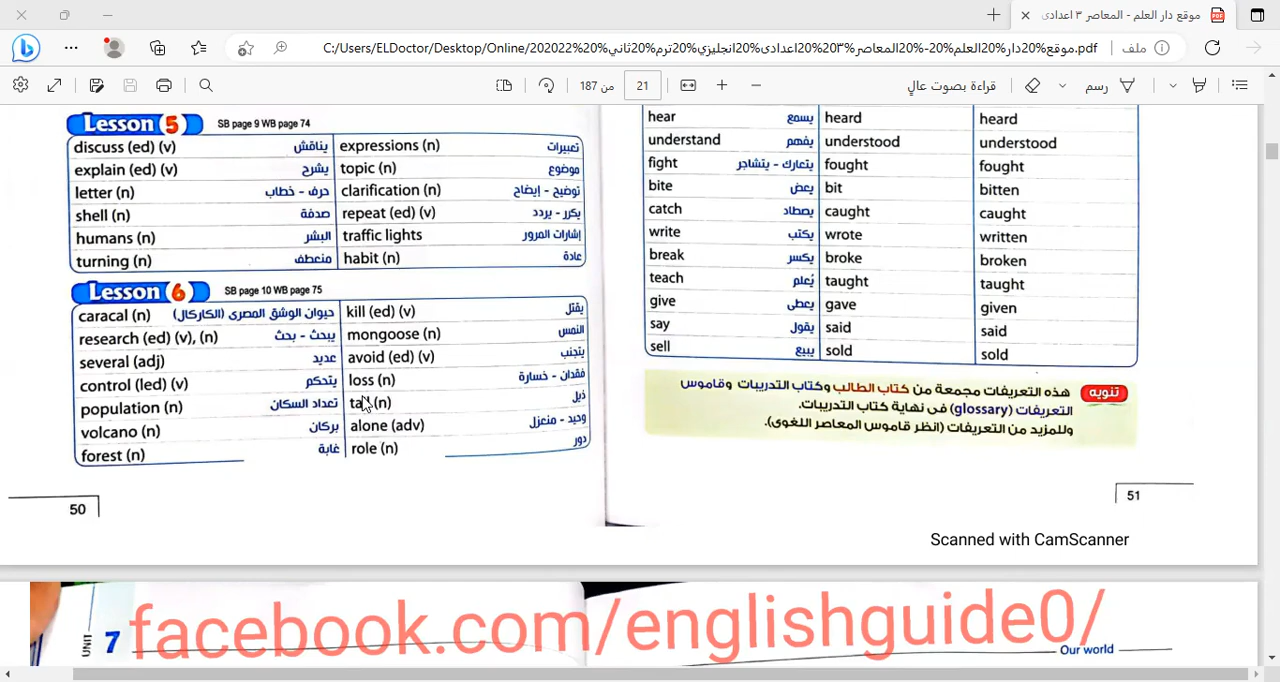 موقع دار العلم - المعاصر ٣ اعدادى
C:/Users/ELDoctor/Desktop/Online/202022%20ثاني%20ترم%20انجليزي%20اعدادى%203%20المعاصر%20-%20العلم%20دار%20موقع.pdf
ملف
21
من 187
قراءة بصوت عالٍ
رسم
Lesson (5) SB page 9 WB page 74
discuss (ed) (v) يناقش expressions (n) تعبيرات
explain (ed) (v) يشرح topic (n) موضوع
letter (n) حرف - خطاب clarification (n) توضيح - إيضاح
shell (n) صدفة repeat (ed) (v) يكرر - يردد
humans (n) البشر traffic lights إشارات المرور
turning (n) منعطف habit (n) عادة
Lesson (6) SB page 10 WB page 75
caracal (n) حيوان الوشق المصرى (الكاركال) kill (ed) (v) يقتل
research (ed) (v), (n) يبحث - بحث mongoose (n) النمس
several (adj) عديد avoid (ed) (v) يتجنب
control (led) (v) يتحكم loss (n) فقدان - خسارة
population (n) تعداد السكان (n) ذيل
volcano (n) بركان alone (adv) وحيد - منعزل
forest (n) غابة role (n) دور
50
hear يسمع heard heard
understand يفهم understood understood
fight يتعارك - يتشاجر fought fought
bite يعض bit bitten
catch يصطاد caught caught
write يكتب wrote written
break يكسر broke broken
teach يُعلم taught taught
give يعطى gave given
say يقول said said
sell يبيع sold sold
تنويه هذه التعريفات مجمعة من كتاب الطالب وكتاب التدريبات وقاموس
التعريفات (glossary) فى نهاية كتاب التدريبات.
وللمزيد من التعريفات (انظر قاموس المعاصر اللغوى).
51
Scanned with CamScanner
UNIT 7
facebook.com/englishguide0/
Our world